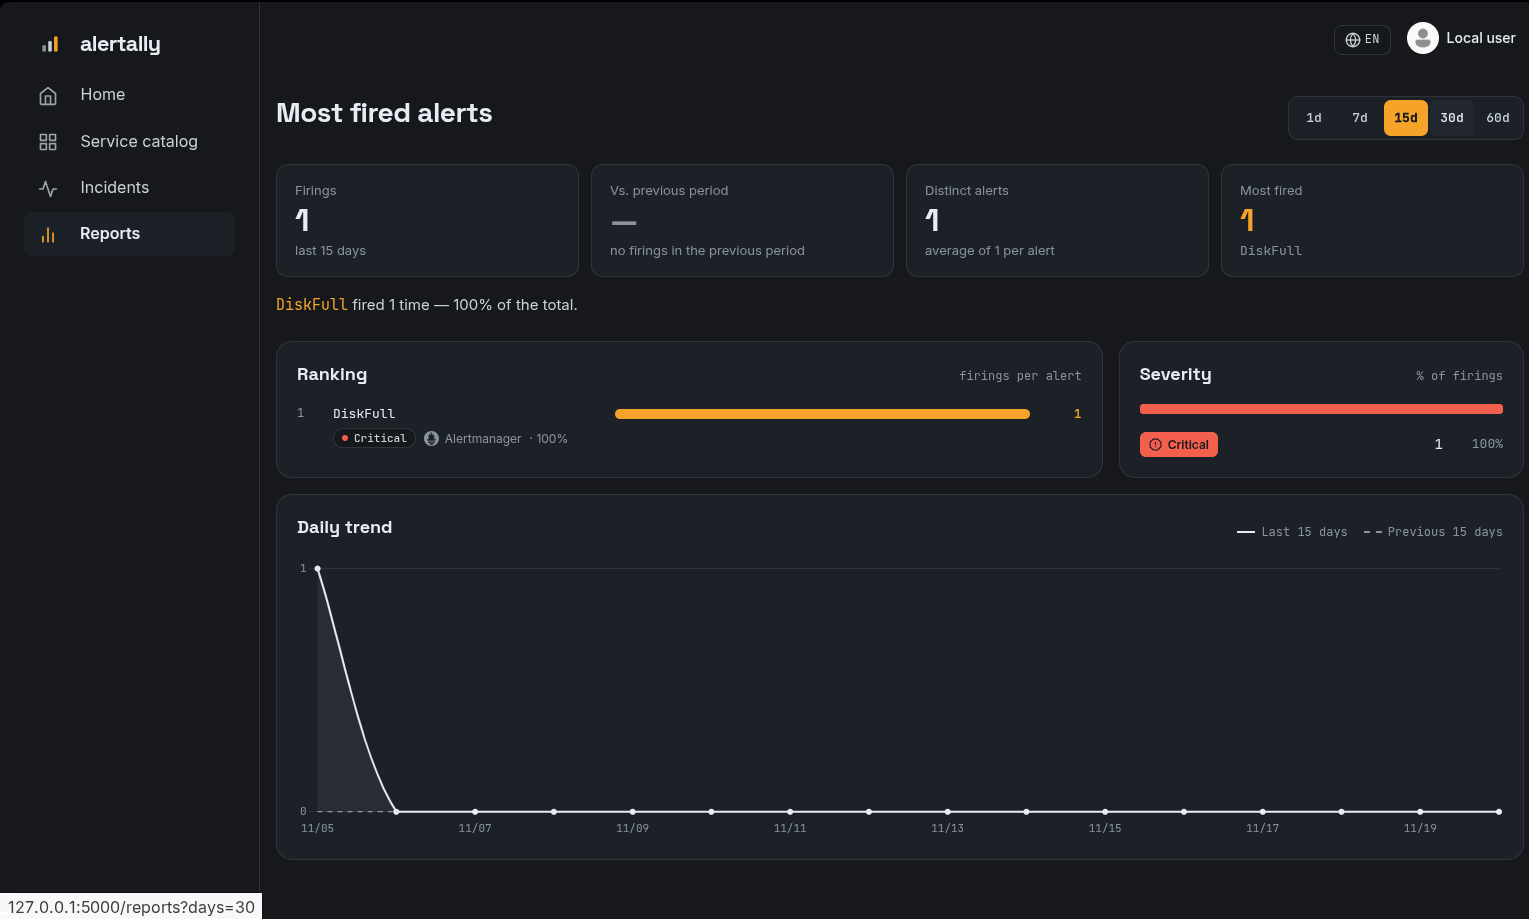 alertally
EN
Local user
Home
Service catalog
Incidents
Reports
Most fired alerts
1d 7d 15d 30d 60d
Firings
1
last 15 days
Vs. previous period
—
no firings in the previous period
Distinct alerts
1
average of 1 per alert
Most fired
1
DiskFull
DiskFull fired 1 time — 100% of the total.
Ranking
firings per alert
1 DiskFull 1
Critical Alertmanager · 100%
Severity
% of firings
Critical 1 100%
Daily trend
Last 15 days Previous 15 days
1
0
11/05 11/07 11/09 11/11 11/13 11/15 11/17 11/19
127.0.0.1:5000/reports?days=30